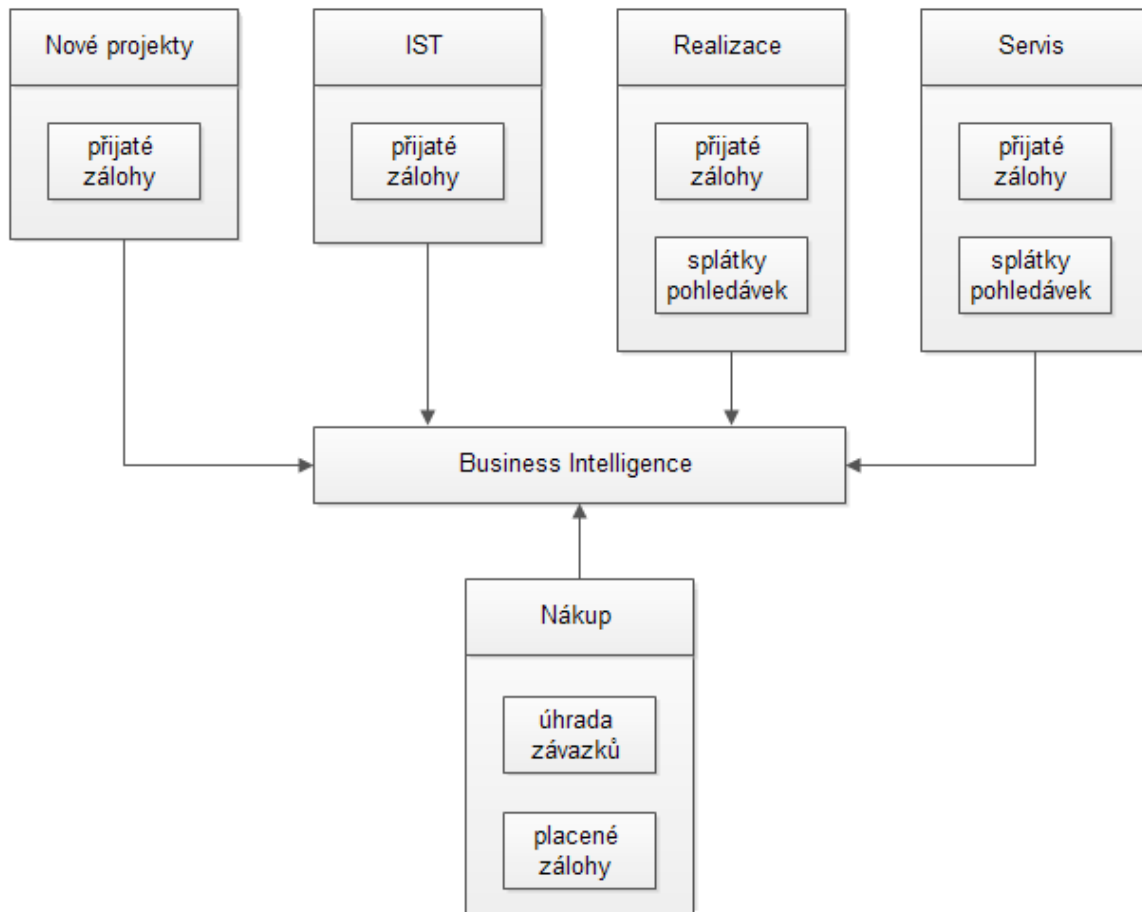 Nové projekty
IST
Realizace
Servis
přijaté
zálohy
přijaté
zálohy
přijaté
zálohy
přijaté
zálohy
splátky
pohledávek
splátky
pohledávek
Business Intelligence
Nákup
úhrada
závazků
placené
zálohy